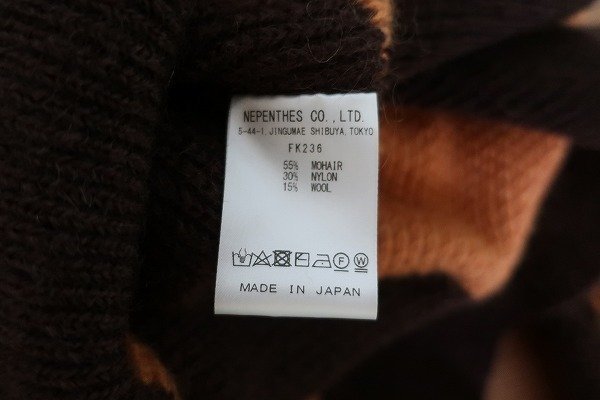 NEPENTHES CO.,LTD.
5-44-1,JINGUMAE SHIBUYA,TOKYO
FK236
55% MOHAIR
30% NYLON
15% WOOL
F W
MADE IN JAPAN